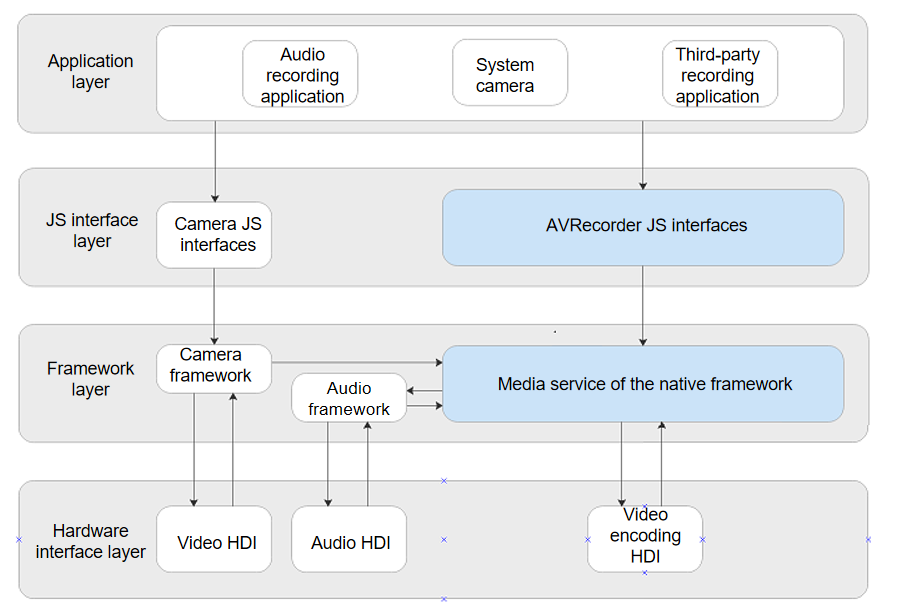 Application
layer
Audio
recording
application
System
camera
Third-party
recording
application
JS interface
layer
Camera JS
interfaces
AVRecorder JS interfaces
Framework
layer
Camera
framework
Audio
framework
Media service of the native framework
Hardware
interface layer
Video HDI
Audio HDI
Video
encoding
HDI